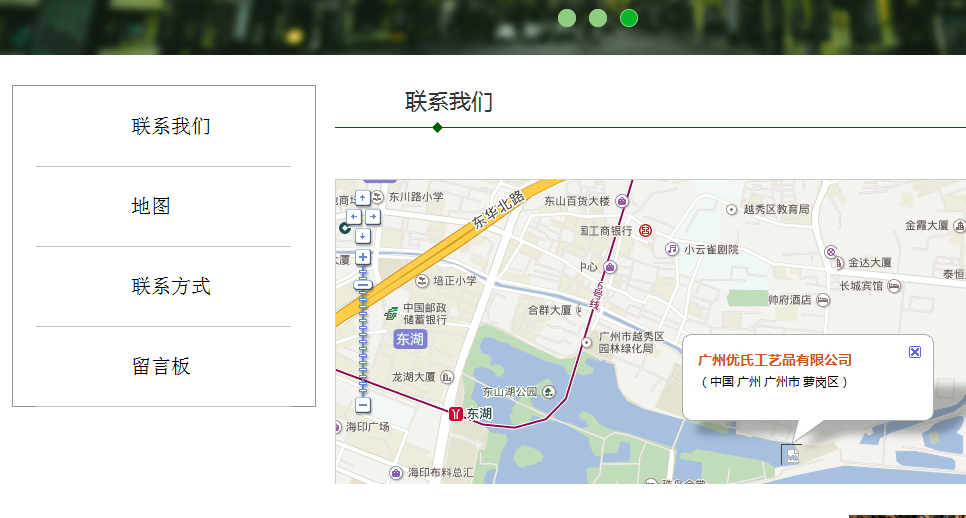 联系我们
地图
联系方式
留言板
联系我们
东川路小学
东华北路
东山百货大楼
越秀区教育局
金霞大厦
国工商银行
小云雀剧院
大厦
中心
金达大厦
培正小学
6号线
长城宾馆
泰恒
中国邮政
储蓄银行
合群大厦
帅府酒店
东湖
广州市越秀区
园林绿化局
广州优氏工艺品有限公司
（ 中国 广州 广州市 萝岗区 ）
龙湖大厦
东山湖公园
东湖
海印广场
海印布料总汇